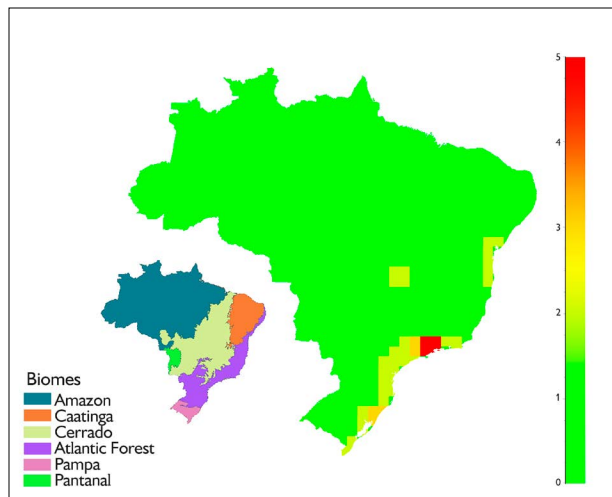 5
4
3
2
1
0
Biomes
Amazon
Caatinga
Cerrado
Atlantic Forest
Pampa
Pantanal